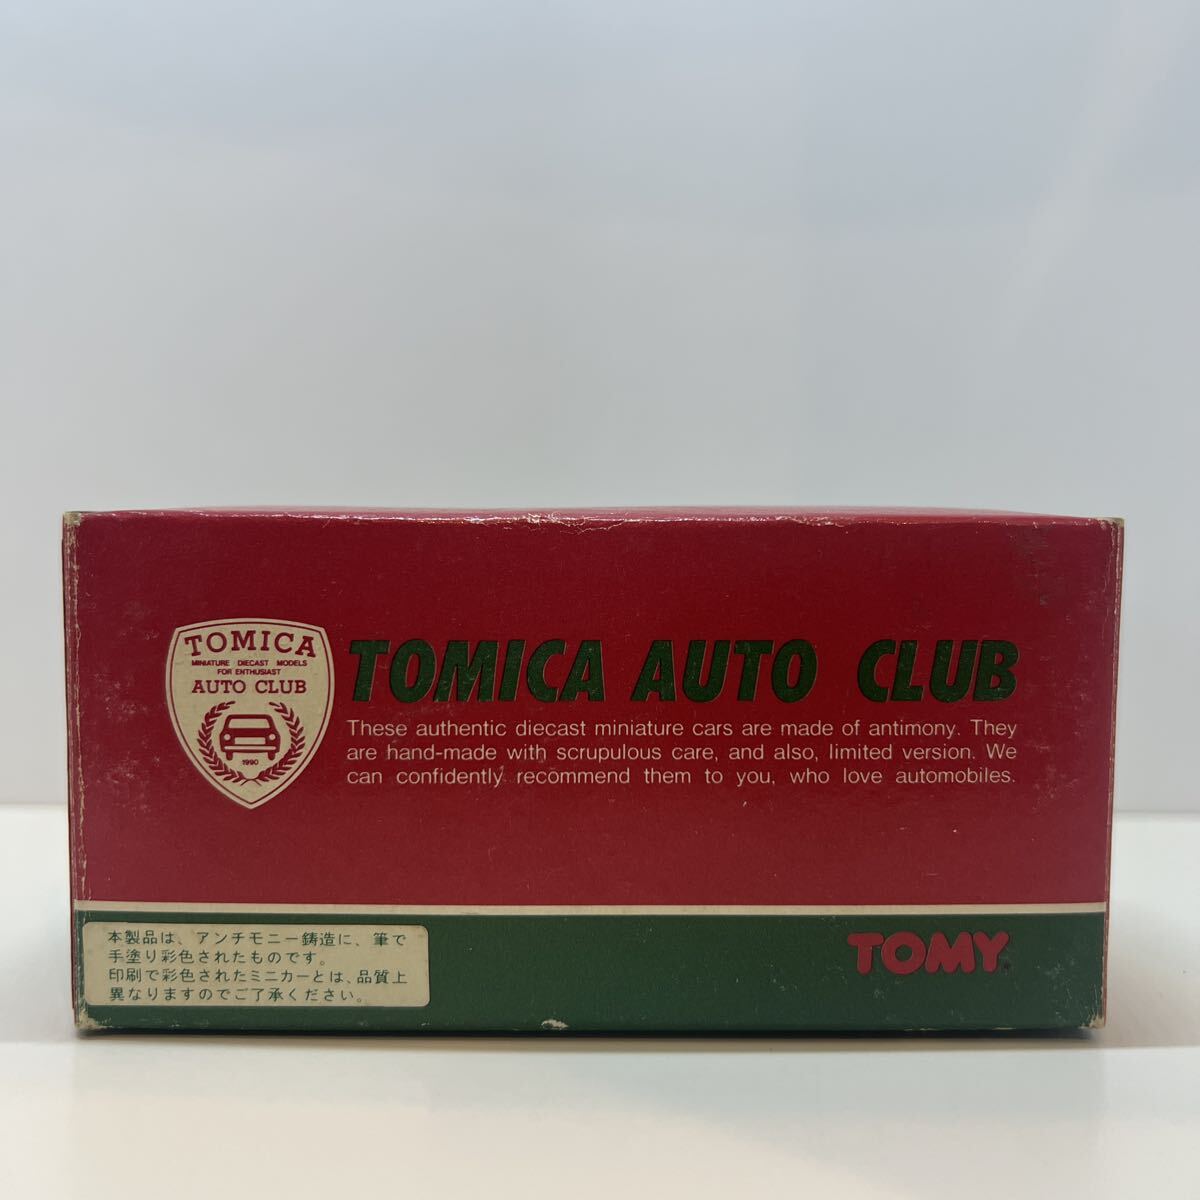 TOMICA
MINIATURE DIECAST MODELS
FOR ENTHUSIAST
AUTO CLUB
1990
TOMICA AUTO CLUB
These authentic diecast miniature cars are made of antimony. They
are hand-made with scrupulous care, and also, limited version. We
can confidently recommend them to you, who love automobiles.
本製品は、アンチモニー鋳造に、筆で
手塗り彩色されたものです。
印刷で彩色されたミニカーとは、品質上
異なりますのでご了承ください。
TOMY